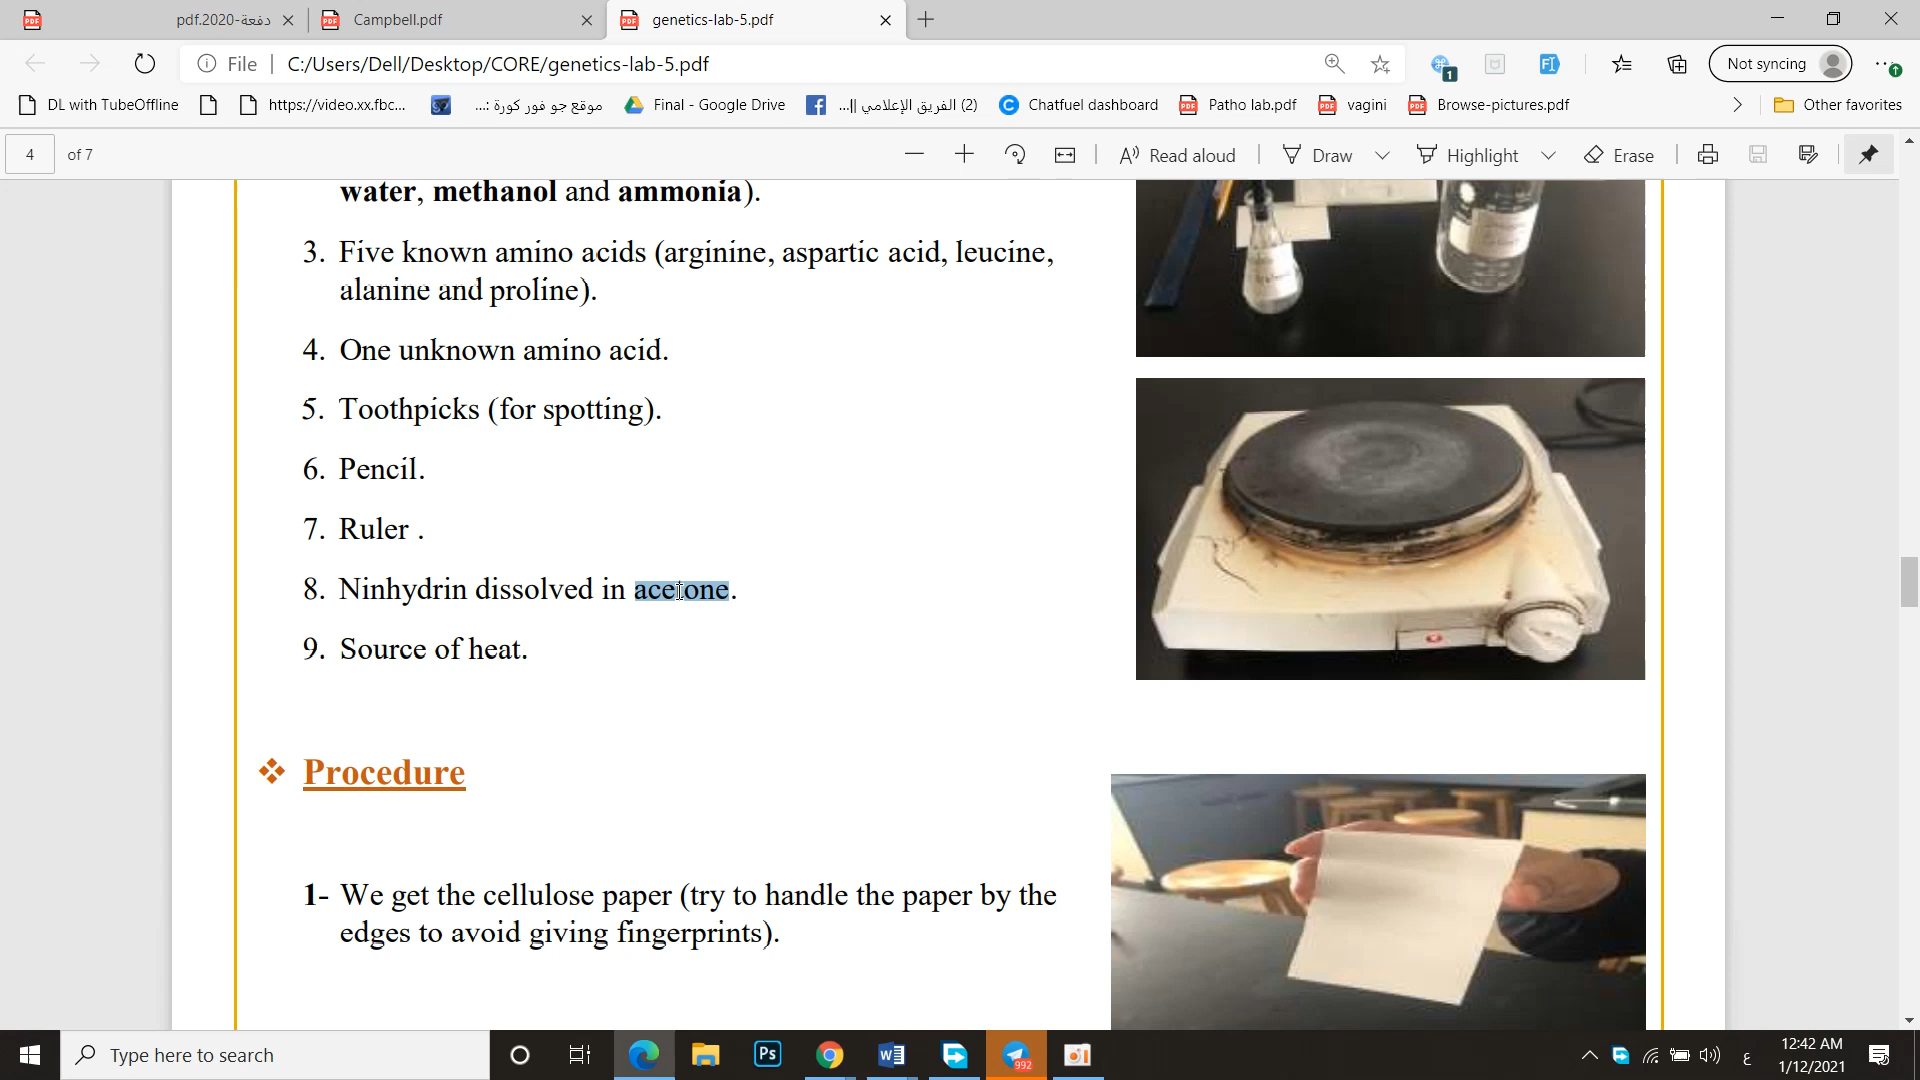 دفعة-2020.pdf
Campbell.pdf
genetics-lab-5.pdf
File
C:/Users/Dell/Desktop/CORE/genetics-lab-5.pdf
1
Not syncing
DL with TubeOffline
https://video.xx.fbc...
موقع جو فور كورة :...
Final - Google Drive
(2) الفريق الإعلامي ||...
Chatfuel dashboard
Patho lab.pdf
vagini
Browse-pictures.pdf
Other favorites
4 of 7
Read aloud
Draw
Highlight
Erase
water, methanol and ammonia).
3. Five known amino acids (arginine, aspartic acid, leucine,
alanine and proline).
4. One unknown amino acid.
5. Toothpicks (for spotting).
6. Pencil.
7. Ruler .
8. Ninhydrin dissolved in acetone.
9. Source of heat.
❖ Procedure
1- We get the cellulose paper (try to handle the paper by the
edges to avoid giving fingerprints).
Type here to search
Ps
992
ع
12:42 AM
1/12/2021